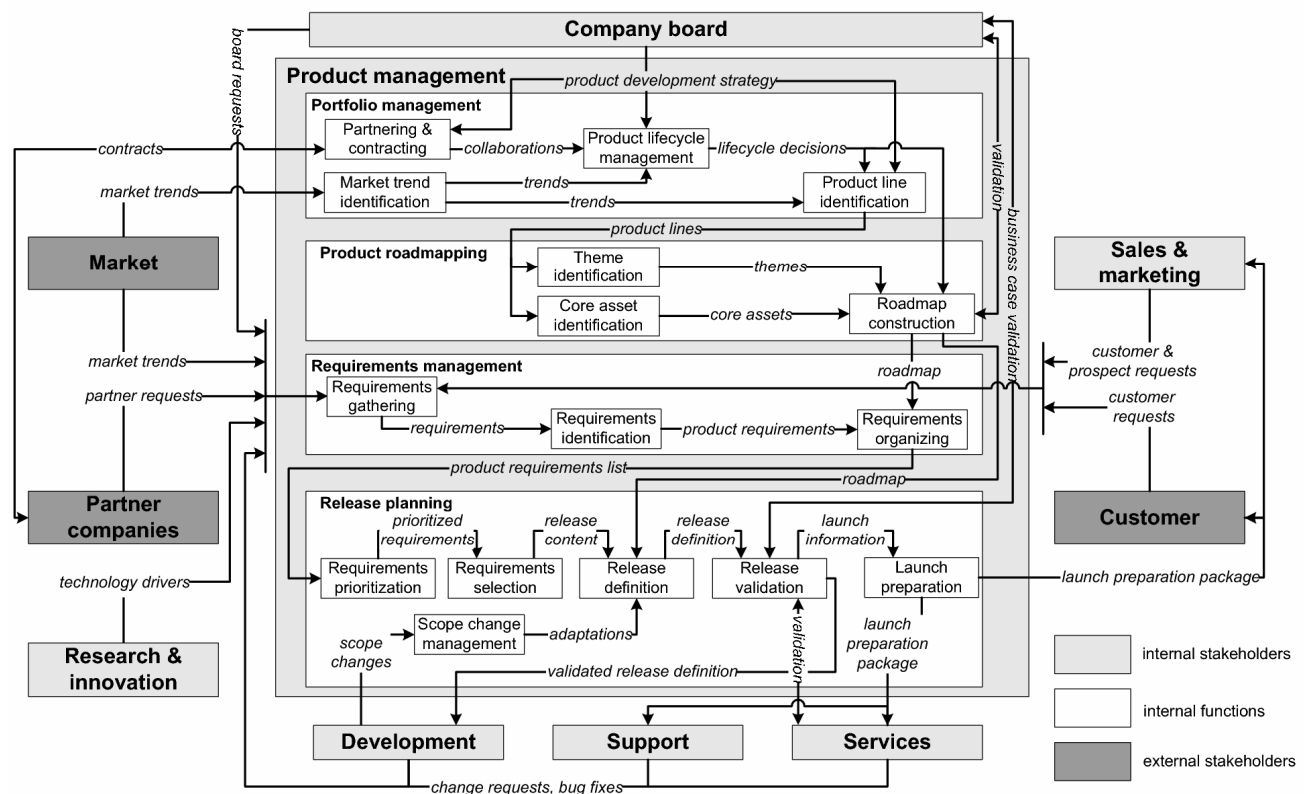 Company board
board requests
Product management
product development strategy
Portfolio management
Partnering &
contracting
collaborations
Product lifecycle
management
lifecycle decisions
contracts
market trends
Market trend
identification
trends
trends
Product line
identification
validation
business case validation
product lines
Market
Product roadmapping
Theme
identification
themes
Core asset
identification
core assets
Roadmap
construction
Sales &
marketing
market trends
partner requests
Requirements management
roadmap
Requirements
gathering
requirements
Requirements
identification
product requirements
Requirements
organizing
customer &
prospect requests
customer
requests
product requirements list
roadmap
Partner
companies
Customer
Release planning
prioritized
requirements
release
content
release
definition
launch
information
Requirements
prioritization
Requirements
selection
Release
definition
Release
validation
Launch
preparation
launch preparation package
technology drivers
scope
changes
Scope change
management
adaptations
validation
launch
preparation
package
validated release definition
Research &
innovation
Development
Support
Services
change requests, bug fixes
internal stakeholders
internal functions
external stakeholders